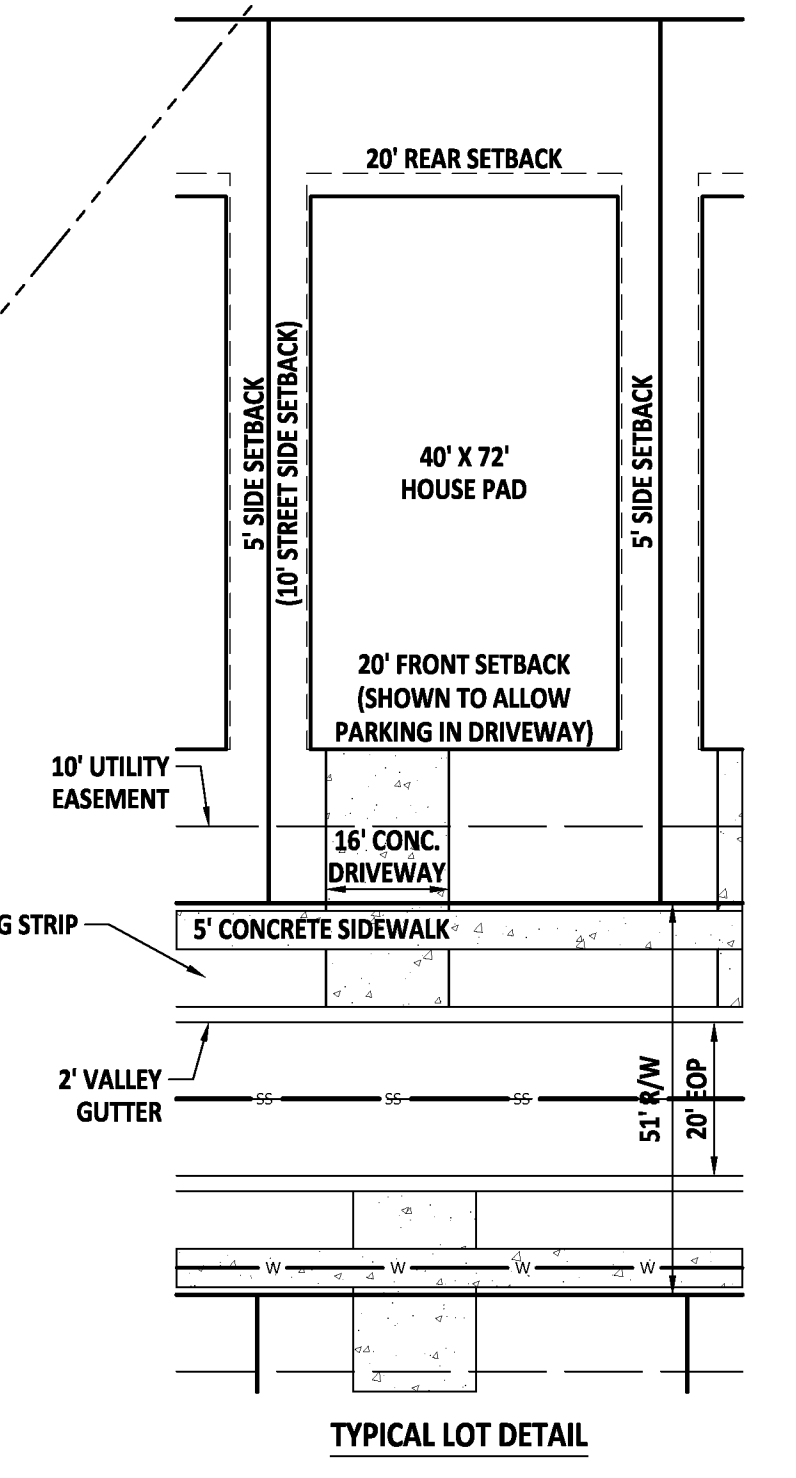 20' REAR SETBACK
5' SIDE SETBACK
(10' STREET SIDE SETBACK)
40' X 72'
HOUSE PAD
5' SIDE SETBACK
20' FRONT SETBACK
(SHOWN TO ALLOW
PARKING IN DRIVEWAY)
10' UTILITY
EASEMENT
16' CONC.
DRIVEWAY
G STRIP
5' CONCRETE SIDEWALK
2' VALLEY
GUTTER
SS SS SS
51' R/W
20' EOP
W W W W
TYPICAL LOT DETAIL